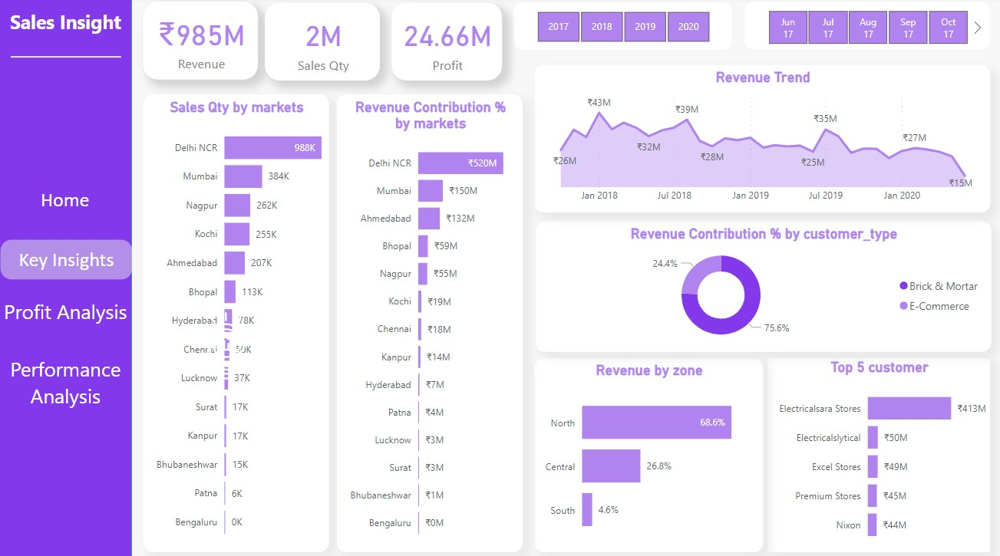 Sales Insight
Home
Key Insights
Profit Analysis
Performance
Analysis
₹985M
Revenue
2M
Sales Qty
24.66M
Profit
2017
2018
2019
2020
Jun
17
Jul
17
Aug
17
Sep
17
Oct
17
Sales Qty by markets
Delhi NCR 988K
Mumbai 384K
Nagpur 262K
Kochi 255K
Ahmedabad 207K
Bhopal 113K
Hyderabad 78K
Chennai 50K
Lucknow 37K
Surat 17K
Kanpur 17K
Bhubaneshwar 15K
Patna 6K
Bengaluru 0K
Revenue Contribution %
by markets
Delhi NCR ₹520M
Mumbai ₹150M
Ahmedabad ₹132M
Bhopal ₹59M
Nagpur ₹55M
Kochi ₹19M
Chennai ₹18M
Kanpur ₹14M
Hyderabad ₹7M
Patna ₹4M
Lucknow ₹3M
Surat ₹3M
Bhubaneshwar ₹1M
Bengaluru ₹0M
Revenue Trend
₹26M
₹43M
₹32M
₹39M
₹28M
₹25M
₹35M
₹27M
₹15M
Jan 2018
Jul 2018
Jan 2019
Jul 2019
Jan 2020
Revenue Contribution % by customer_type
24.4%
75.6%
Brick & Mortar
E-Commerce
Revenue by zone
North 68.6%
Central 26.8%
South 4.6%
Top 5 customer
Electricalsara Stores ₹413M
Electricalslytical ₹50M
Excel Stores ₹49M
Premium Stores ₹45M
Nixon ₹44M